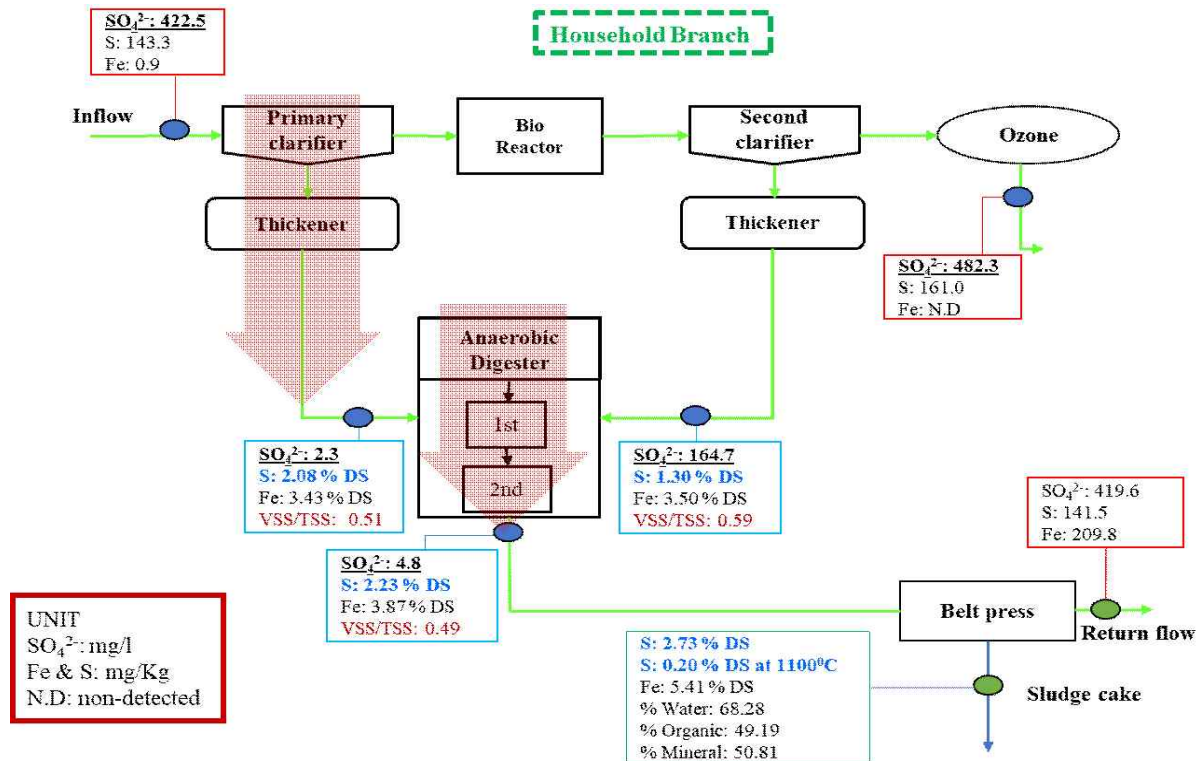 SO₄²⁻: 422.5
S: 143.3
Fe: 0.9
Household Branch
Inflow
Primary clarifier
Bio Reactor
Second clarifier
Ozone
Thickener
Thickener
SO₄²⁻: 482.3
S: 161.0
Fe: N.D
Anaerobic Digester
1st
2nd
SO₄²⁻: 2.3
S: 2.08 % DS
Fe: 3.43 % DS
VSS/TSS: 0.51
SO₄²⁻: 164.7
S: 1.30 % DS
Fe: 3.50 % DS
VSS/TSS: 0.59
SO₄²⁻: 4.8
S: 2.23 % DS
Fe: 3.87 % DS
VSS/TSS: 0.49
SO₄²⁻: 419.6
S: 141.5
Fe: 209.8
Belt press
Return flow
S: 2.73 % DS
S: 0.20 % DS at 1100⁰C
Fe: 5.41 % DS
% Water: 68.28
% Organic: 49.19
% Mineral: 50.81
Sludge cake
UNIT
SO₄²⁻: mg/l
Fe & S: mg/Kg
N.D: non-detected